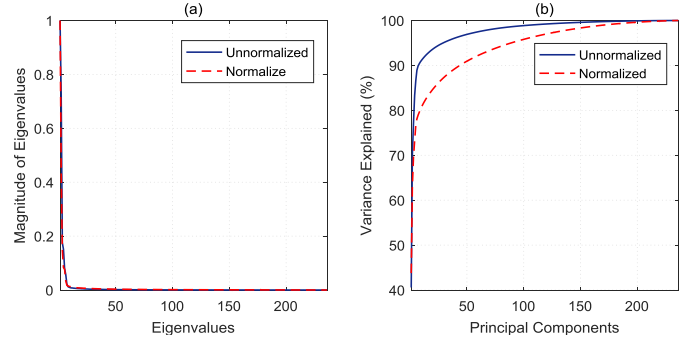 (a)
1
0.8
0.6
0.4
0.2
0
50
100
150
200
Magnitude of Eigenvalues
Eigenvalues
Unnormalized
Normalize
(b)
100
90
80
70
60
50
40
50
100
150
200
Variance Explained (%)
Principal Components
Unnormalized
Normalized